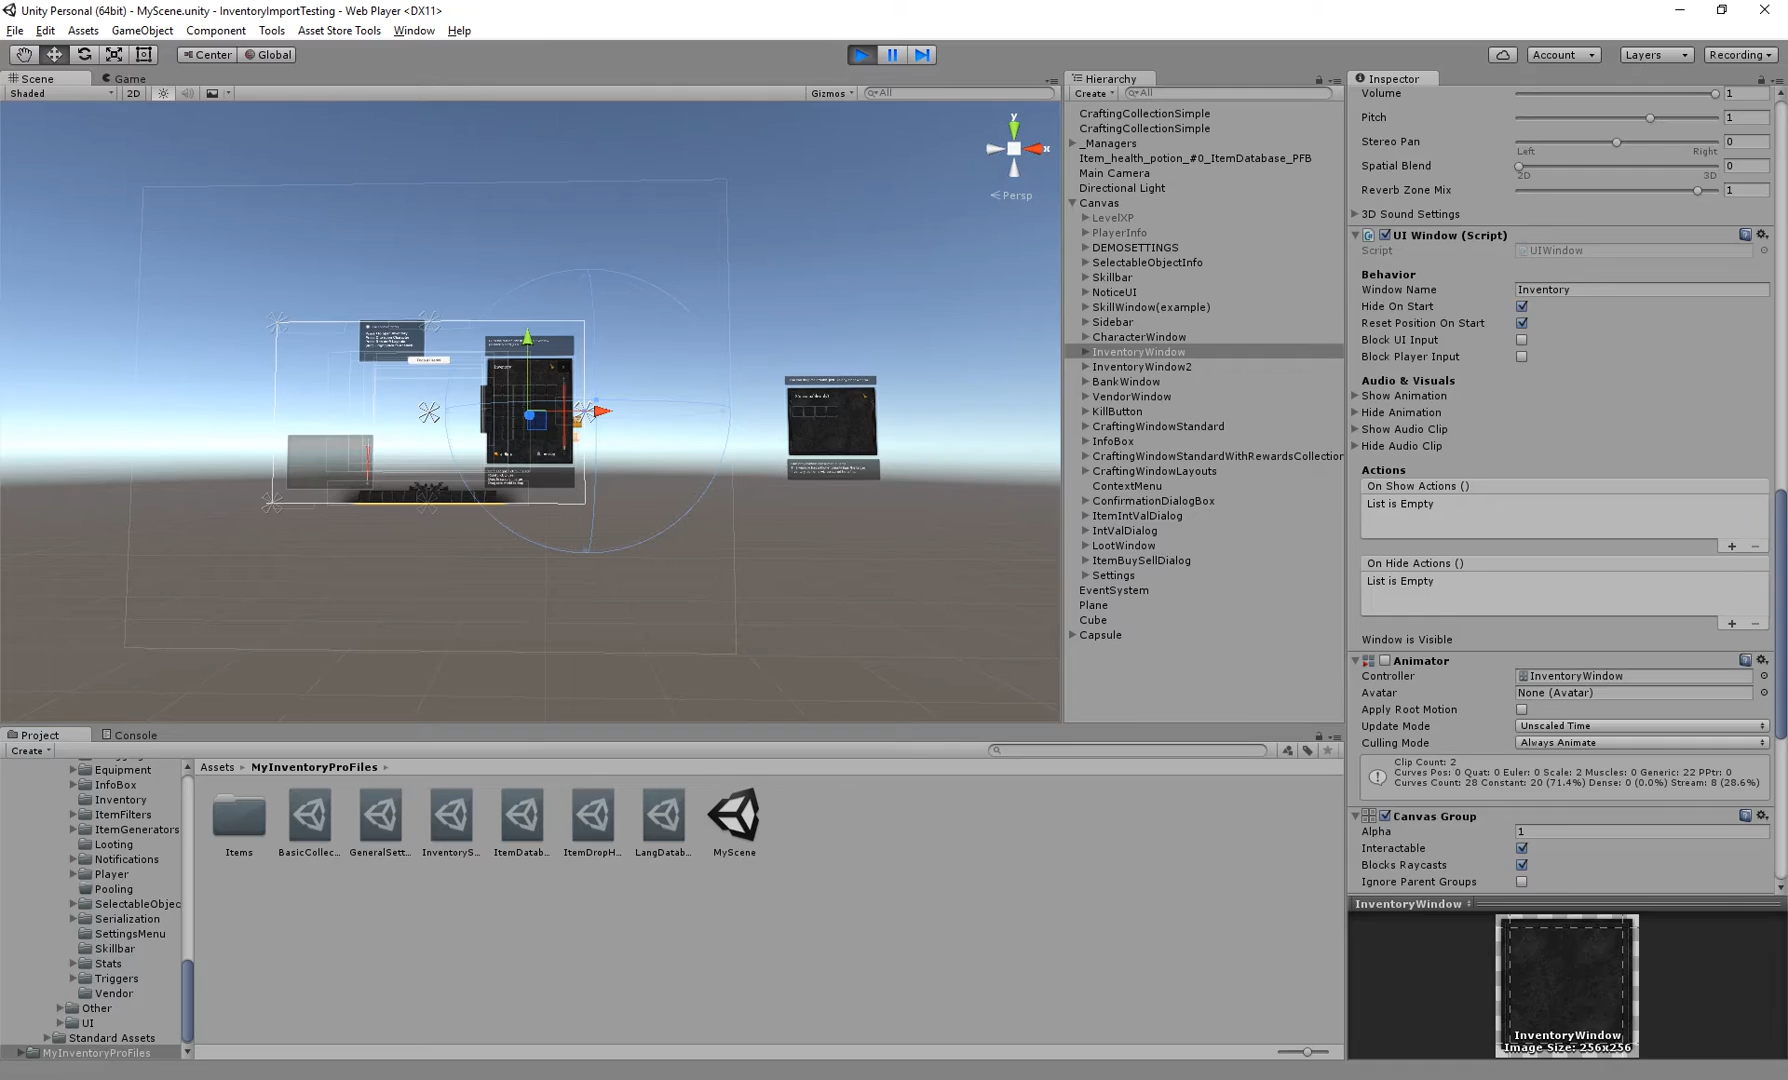 Unity Personal (64bit) - MyScene.unity - InventoryImportTesting - Web Player <DX11>
File Edit Assets GameObject Component Tools Asset Store Tools Window Help
Center Global Account Layers Recording
Scene Game
Shaded 2D Gizmos All
y
x
Persp
Inventory
Hierarchy
Create All
CraftingCollectionSimple
CraftingCollectionSimple
_Managers
Item_health_potion_#0_ItemDatabase_PFB
Main Camera
Directional Light
Canvas
LevelXP
PlayerInfo
DEMOSETTINGS
SelectableObjectInfo
Skillbar
NoticeUI
SkillWindow(example)
Sidebar
CharacterWindow
InventoryWindow
InventoryWindow2
BankWindow
VendorWindow
KillButton
CraftingWindowStandard
InfoBox
CraftingWindowStandardWithRewardsCollection
CraftingWindowLayouts
ContextMenu
ConfirmationDialogBox
ItemIntValDialog
IntValDialog
LootWindow
ItemBuySellDialog
Settings
EventSystem
Plane
Cube
Capsule
Inspector
Volume 1
Pitch 1
Stereo Pan 0
Left Right
Spatial Blend 0
2D 3D
Reverb Zone Mix 1
3D Sound Settings
UI Window (Script)
Script UIWindow
Behavior
Window Name Inventory
Hide On Start
Reset Position On Start
Block UI Input
Block Player Input
Audio & Visuals
Show Animation
Hide Animation
Show Audio Clip
Hide Audio Clip
Actions
On Show Actions ()
List is Empty
On Hide Actions ()
List is Empty
Window is Visible
Animator
Controller InventoryWindow
Avatar None (Avatar)
Apply Root Motion
Update Mode Unscaled Time
Culling Mode Always Animate
Clip Count: 2
Curves Pos: 0 Quat: 0 Euler: 0 Scale: 2 Muscles: 0 Generic: 22 PPtr: 0
Curves Count: 28 Constant: 20 (71.4%) Dense: 0 (0.0%) Stream: 8 (28.6%)
Canvas Group
Alpha 1
Interactable
Blocks Raycasts
Ignore Parent Groups
InventoryWindow
InventoryWindow
Image Size: 256x256
Project Console
Create
Equipment
InfoBox
Inventory
ItemFilters
ItemGenerators
Looting
Notifications
Player
Pooling
SelectableObjec
Serialization
SettingsMenu
Skillbar
Stats
Triggers
Vendor
Other
UI
Standard Assets
MyInventoryProFiles
Assets MyInventoryProFiles
Items BasicCollec... GeneralSett... InventoryS... ItemDatab... ItemDropH... LangDatab... MyScene